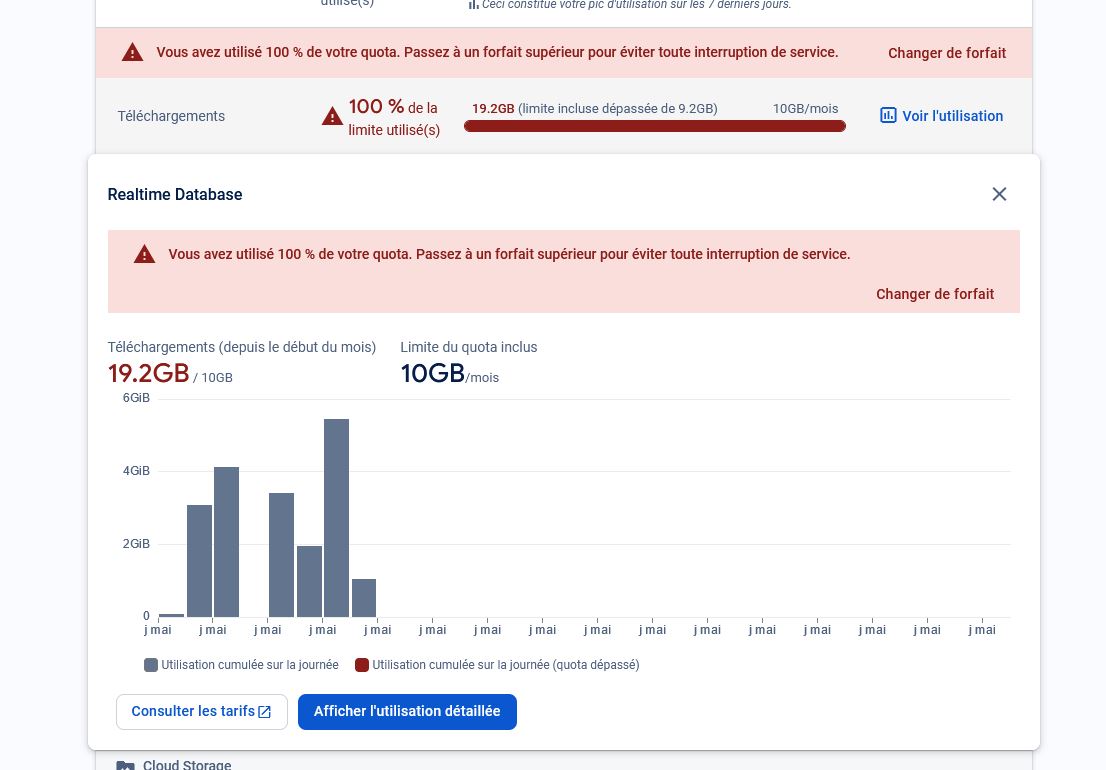 utilisé(s)
Ceci constitue votre pic d'utilisation sur les 7 derniers jours.
Vous avez utilisé 100 % de votre quota. Passez à un forfait supérieur pour éviter toute interruption de service.
Changer de forfait
Téléchargements
100 % de la
limite utilisé(s)
19.2GB (limite incluse dépassée de 9.2GB)
10GB/mois
Voir l'utilisation
Realtime Database
Vous avez utilisé 100 % de votre quota. Passez à un forfait supérieur pour éviter toute interruption de service.
Changer de forfait
Téléchargements (depuis le début du mois)
Limite du quota inclus
19.2GB / 10GB
10GB/mois
6GiB
4GiB
2GiB
0
j mai j mai j mai j mai j mai j mai j mai j mai j mai j mai j mai j mai j mai j mai j mai j mai
Utilisation cumulée sur la journée
Utilisation cumulée sur la journée (quota dépassé)
Consulter les tarifs
Afficher l'utilisation détaillée
Cloud Storage